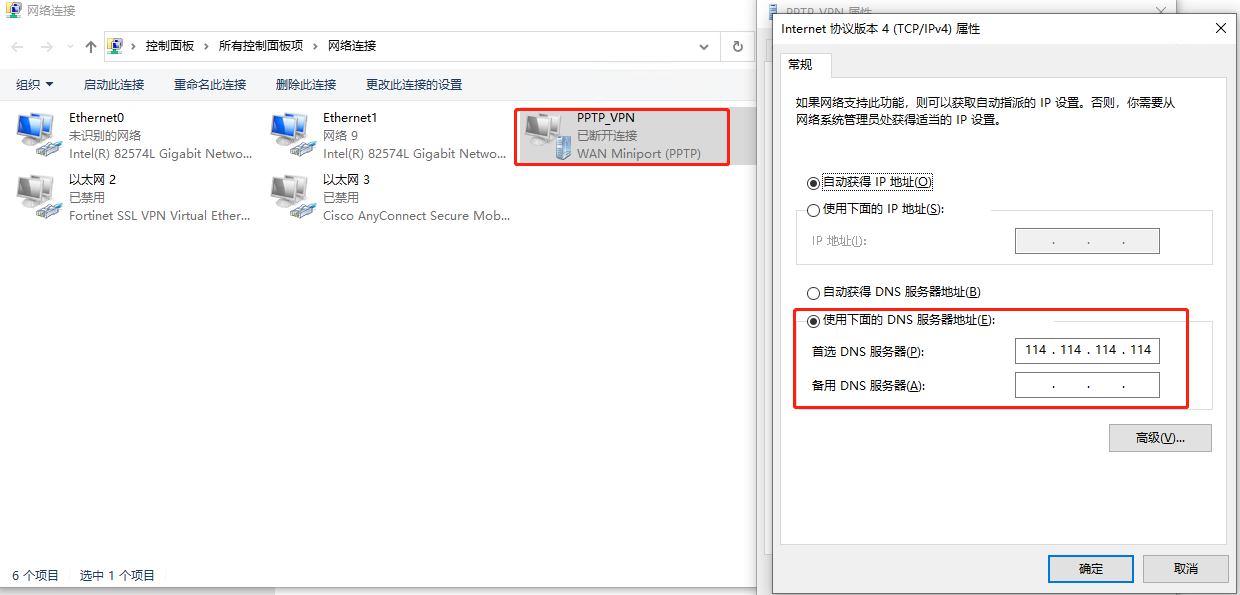 网络连接
控制面板 › 所有控制面板项 › 网络连接
组织 启动此连接 重命名此连接 删除此连接 更改此连接的设置
Ethernet0
未识别的网络
Intel(R) 82574L Gigabit Netwo...
Ethernet1
网络 9
Intel(R) 82574L Gigabit Netwo...
PPTP_VPN
已断开连接
WAN Miniport (PPTP)
以太网 2
已禁用
Fortinet SSL VPN Virtual Ether...
以太网 3
已禁用
Cisco AnyConnect Secure Mob...
6 个项目 选中 1 个项目
PPTP_VPN 属性
Internet 协议版本 4 (TCP/IPv4) 属性
常规
如果网络支持此功能，则可以获取自动指派的 IP 设置。否则，你需要从
网络系统管理员处获得适当的 IP 设置。
自动获得 IP 地址(O)
使用下面的 IP 地址(S):
IP 地址(I):
. . .
自动获得 DNS 服务器地址(B)
使用下面的 DNS 服务器地址(E):
首选 DNS 服务器(P):
114 . 114 . 114 . 114
备用 DNS 服务器(A):
. . .
高级(V)...
确定 取消